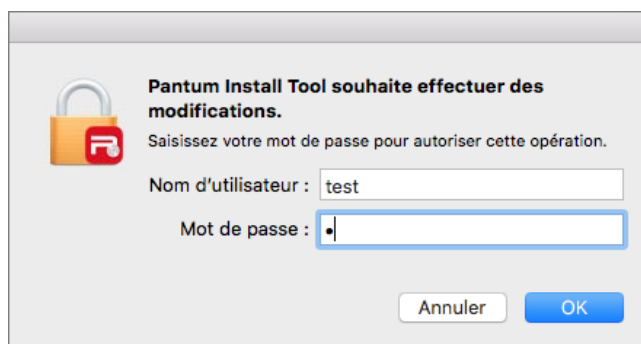 Pantum Install Tool souhaite effectuer des
modifications.
Saisissez votre mot de passe pour autoriser cette opération.
Nom d'utilisateur : test
Mot de passe : •
Annuler OK